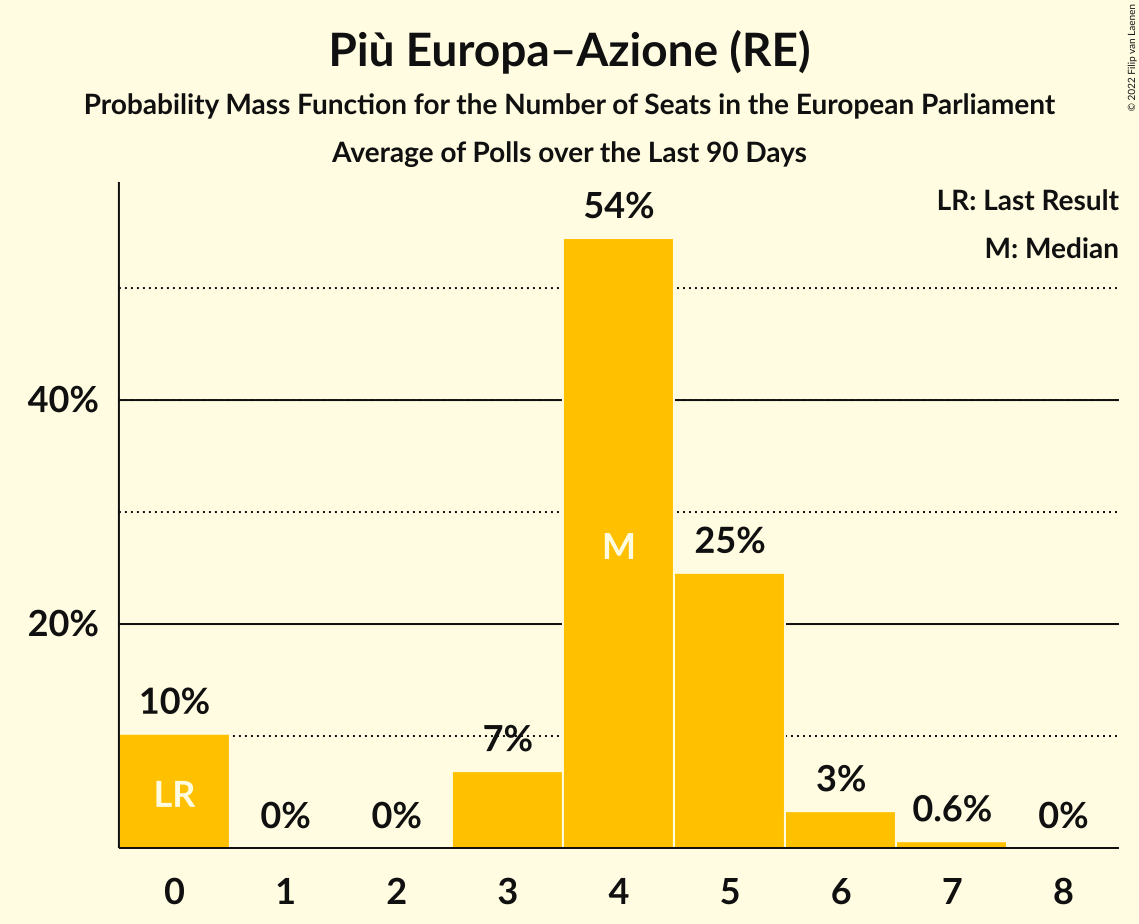 Più Europa–Azione (RE)
Probability Mass Function for the Number of Seats in the European Parliament
Average of Polls over the Last 90 Days
© 2022 Filip van Laenen
LR: Last Result
M: Median
54%
40%
M
25%
20%
10%
LR
0%
0%
7%
3%
0.6%
0%
0 1 2 3 4 5 6 7 8